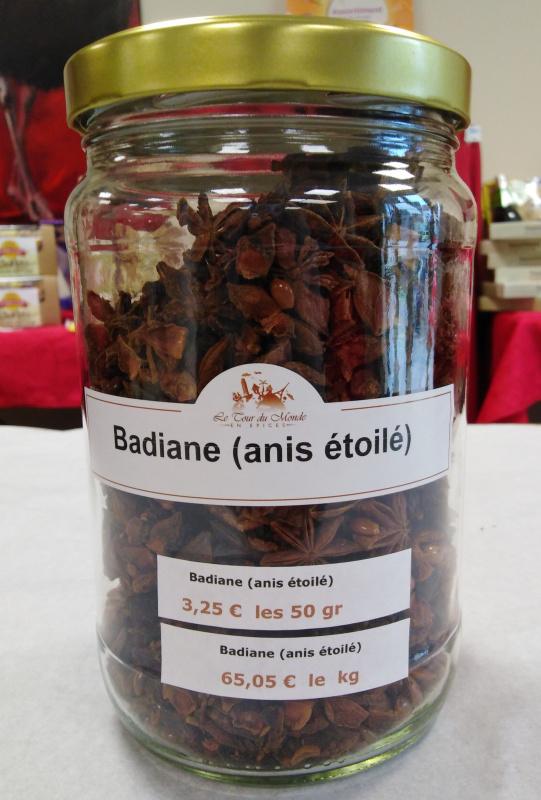 Le Tour du Monde
EN EPICES
Badiane (anis étoilé)
Badiane (anis étoilé)
3,25 € les 50 gr
Badiane (anis étoilé)
65,05 € le kg